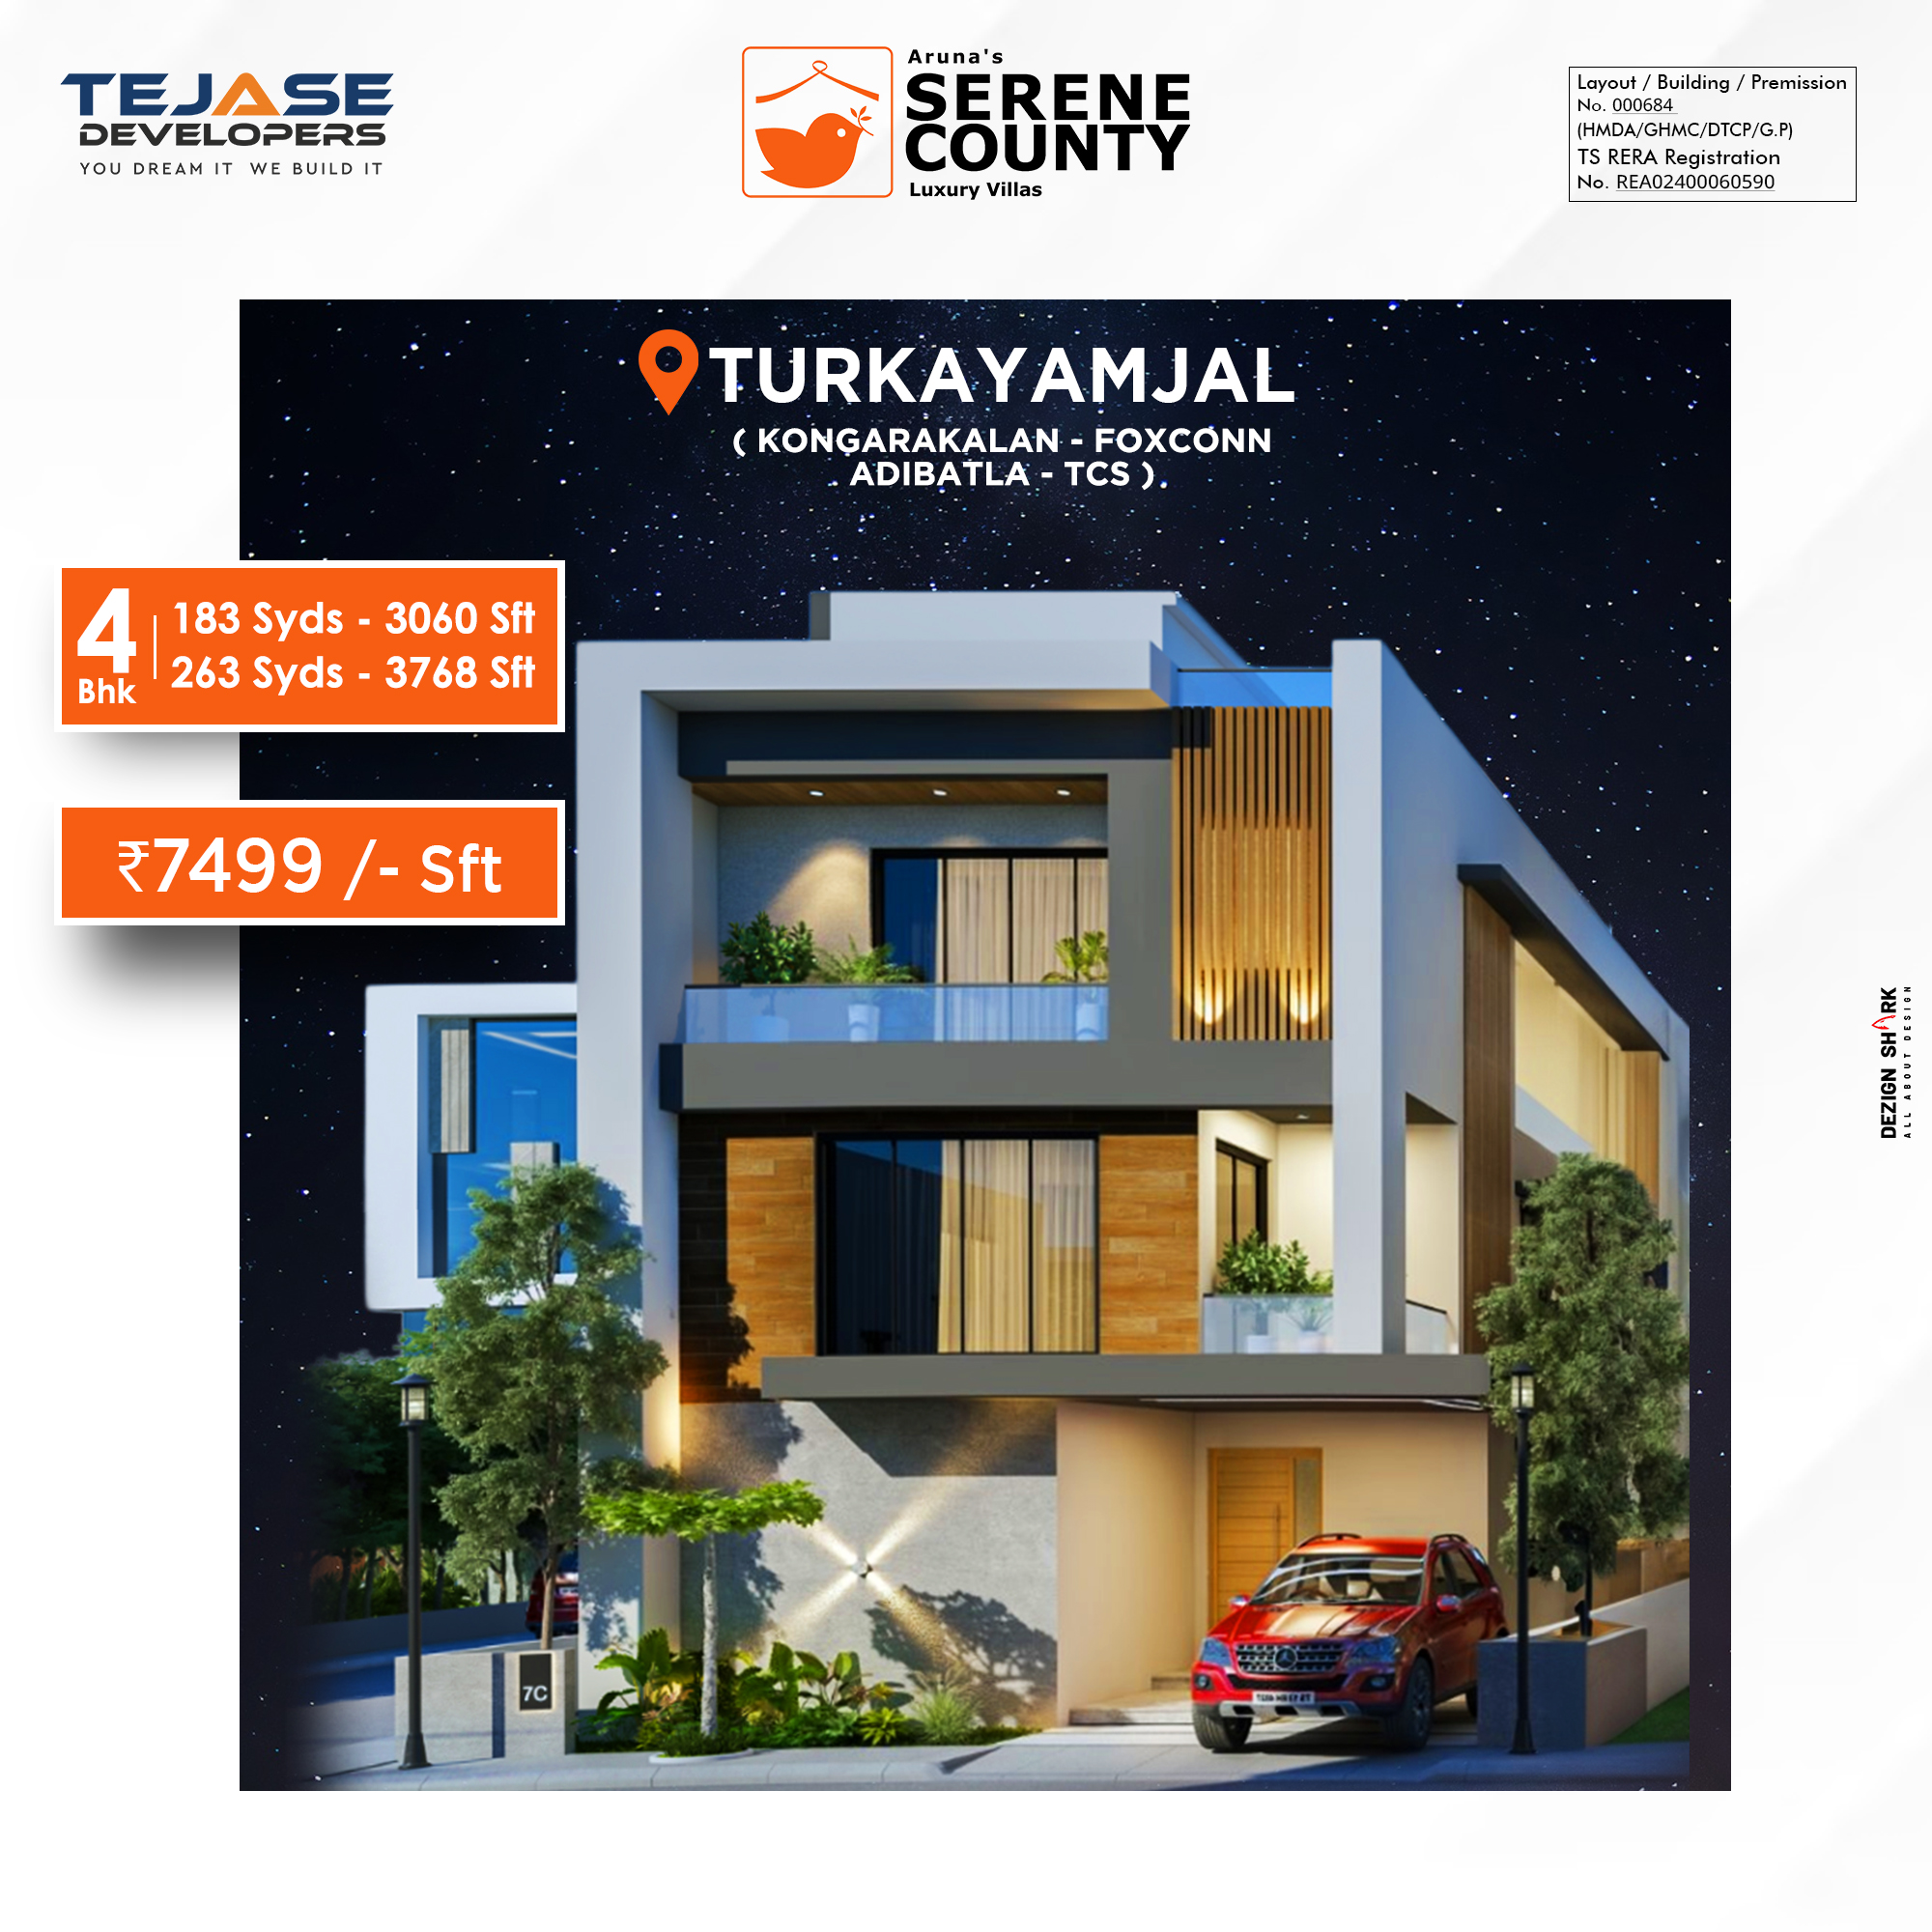 TEJASE
DEVELOPERS
YOU DREAM IT WE BUILD IT
Aruna's
SERENE
COUNTY
Luxury Villas
Layout / Building / Premission
No. 000684
(HMDA/GHMC/DTCP/G.P)
TS RERA Registration
No. REA02400060590
TURKAYAMJAL
( KONGARAKALAN - FOXCONN
ADIBATLA - TCS )
4
Bhk
183 Syds - 3060 Sft
263 Syds - 3768 Sft
₹7499 /- Sft
DEZIGN SHARK
ALL ABOUT DESIGN
7C